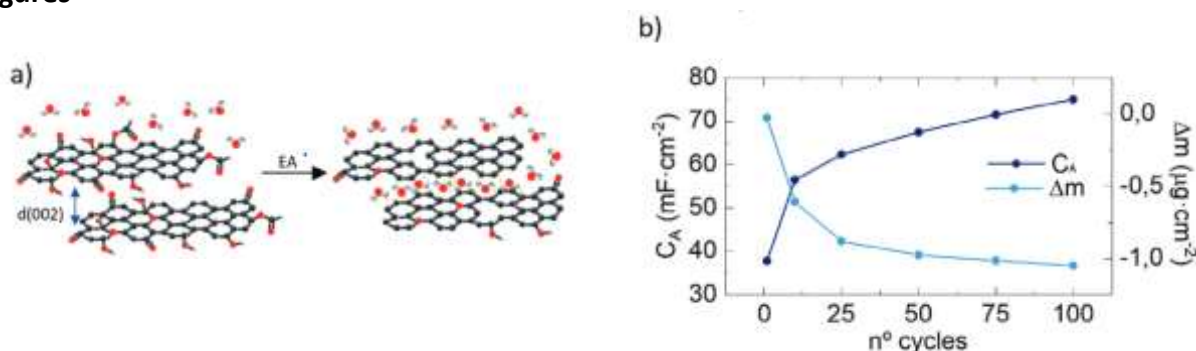 gures
a)
EA
d(002)
b)
80
70
60
50
40
30
C_A (mF·cm⁻²)
0,0
-0,5
-1,0
Δm (μg·cm⁻²)
C_A
Δm
0
25
50
75
100
nº cycles